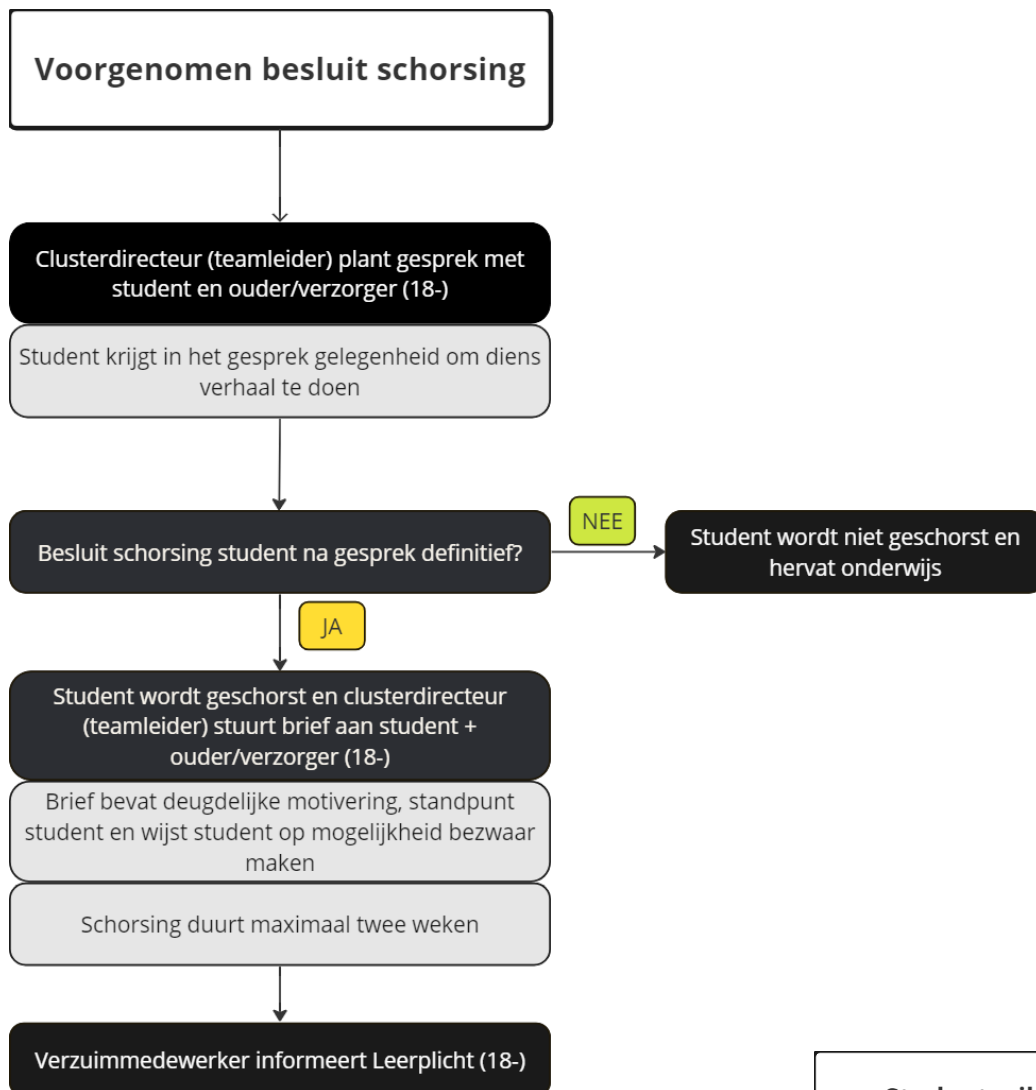 Voorgenomen besluit schorsing
Clusterdirecteur (teamleider) plant gesprek met
student en ouder/verzorger (18-)
Student krijgt in het gesprek gelegenheid om diens
verhaal te doen
NEE
Besluit schorsing student na gesprek definitief?
Student wordt niet geschorst en
hervat onderwijs
JA
Student wordt geschorst en clusterdirecteur
(teamleider) stuurt brief aan student +
ouder/verzorger (18-)
Brief bevat deugdelijke motivering, standpunt
student en wijst student op mogelijkheid bezwaar
maken
Schorsing duurt maximaal twee weken
Verzuimmedewerker informeert Leerplicht (18-)